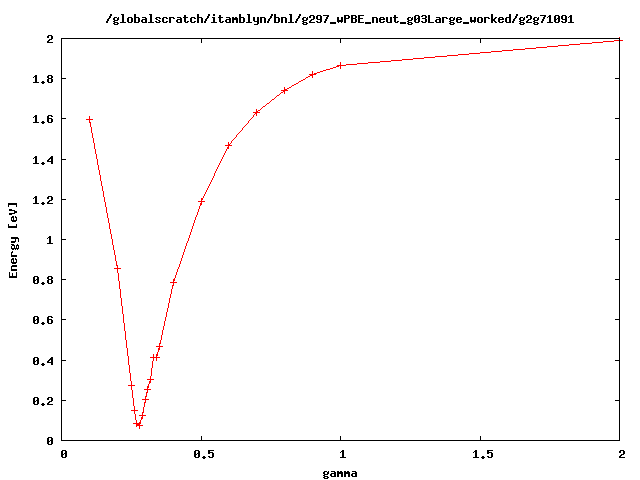 /globalscratch/itamblyn/bnl/g297_wPBE_neut_g03Large_worked/g2g71091
2
1.8
1.6
1.4
1.2
1
0.8
0.6
0.4
0.2
0
Energy [eV]
0 0.5 1 1.5 2
gamma